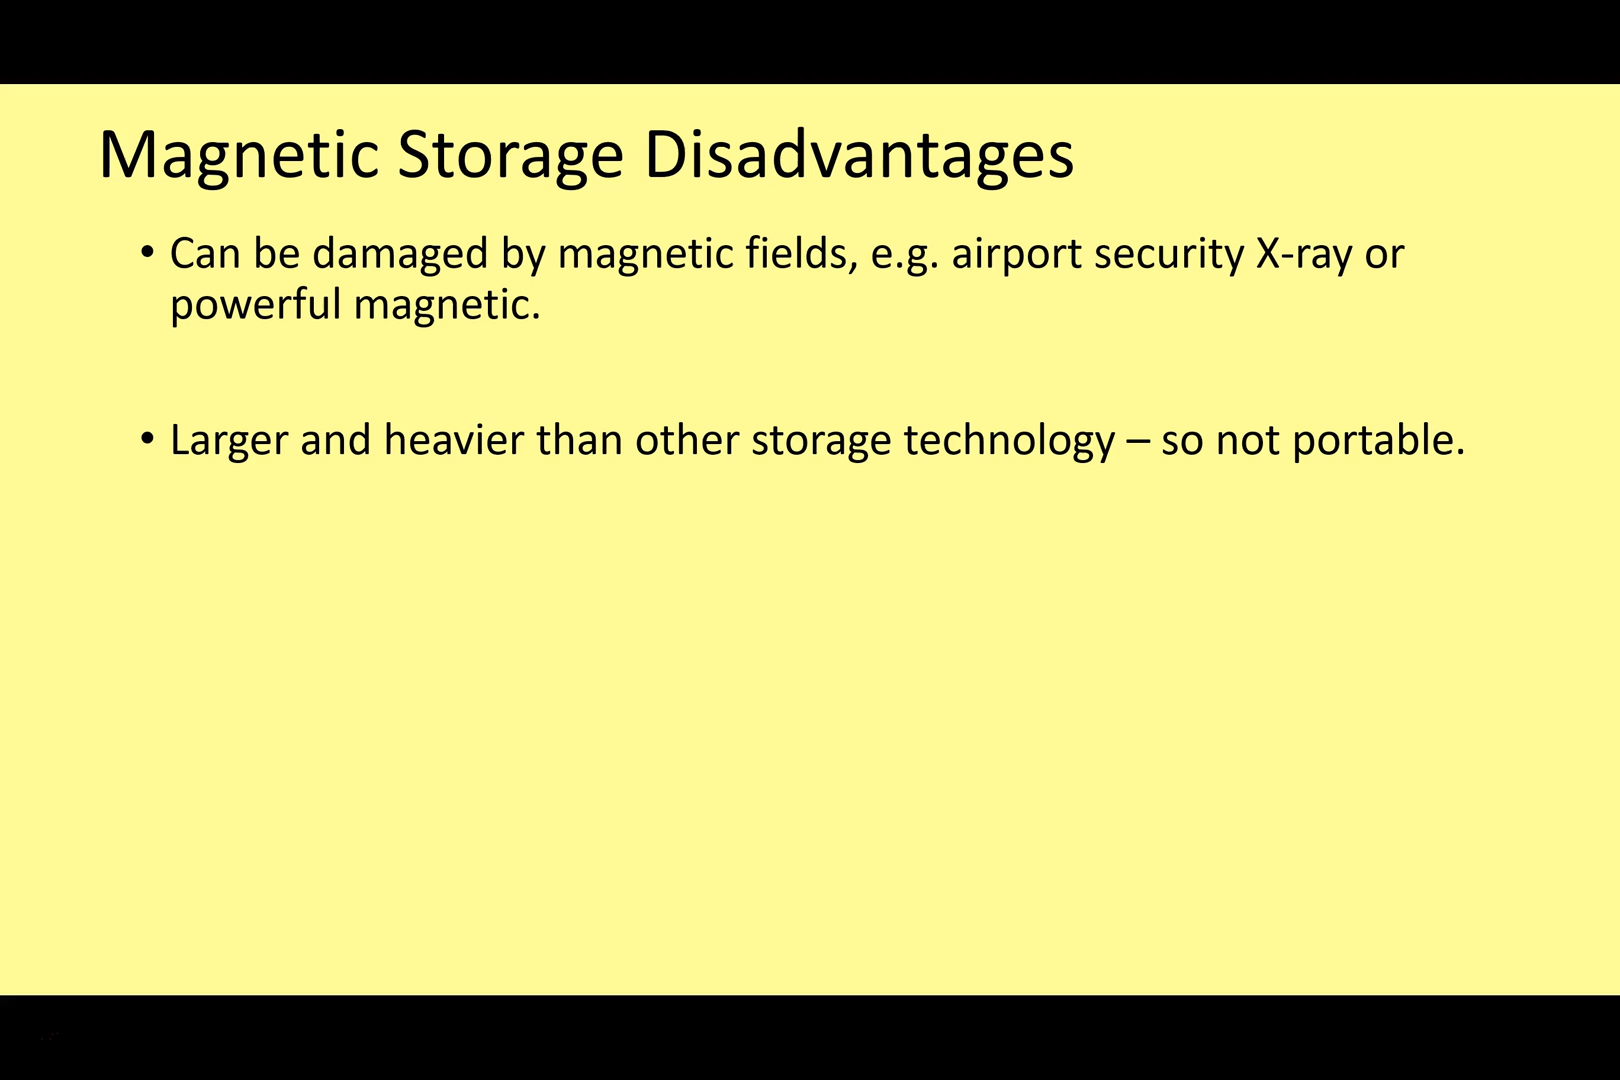 Magnetic Storage Disadvantages
• Can be damaged by magnetic fields, e.g. airport security X-ray or
powerful magnetic.
• Larger and heavier than other storage technology – so not portable.